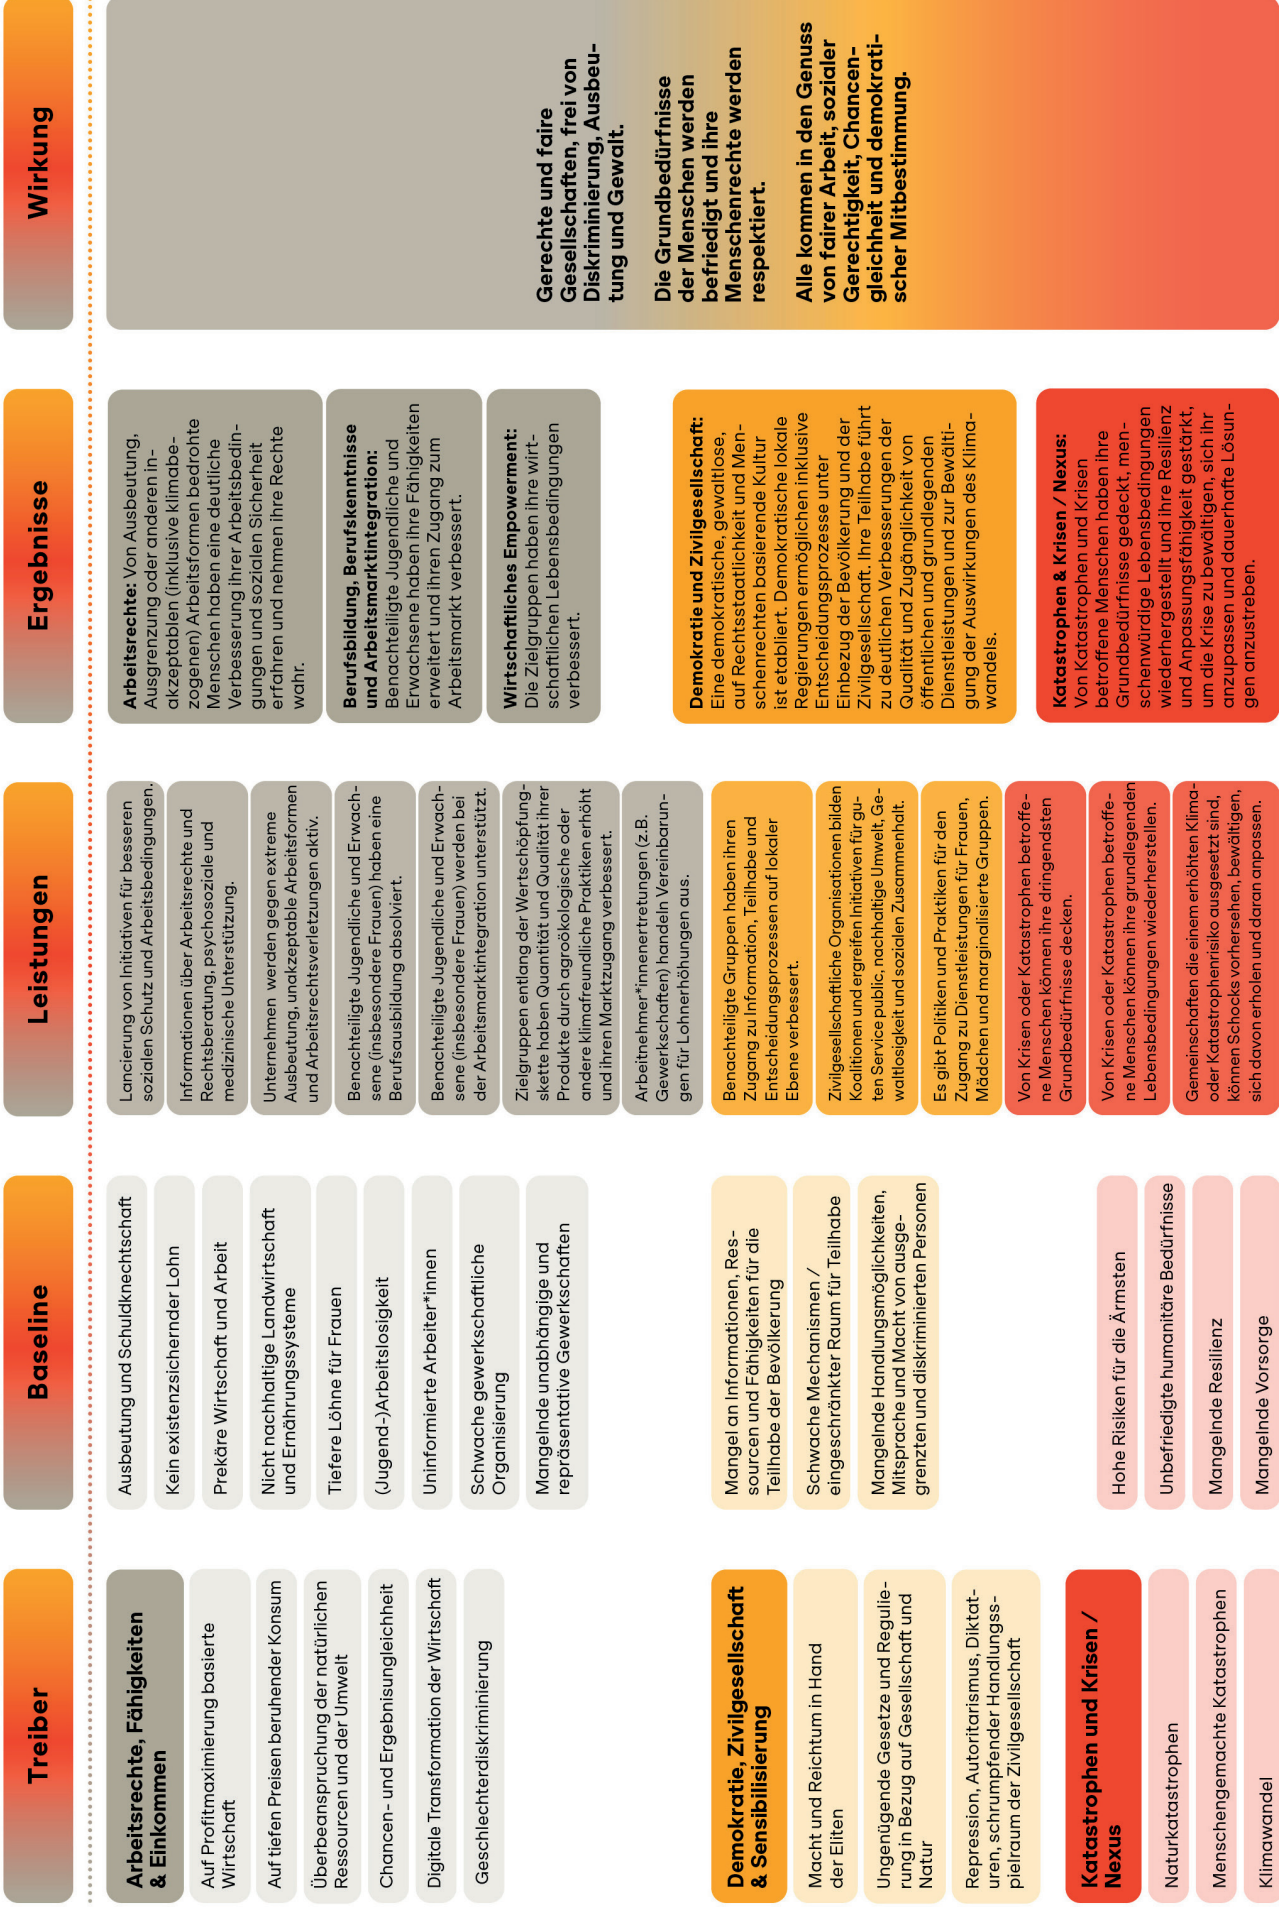 Treiber
Arbeitsrechte, Fähigkeiten
& Einkommen
Auf Profitmaximierung basierte
Wirtschaft
Auf tiefen Preisen beruhender Konsum
Überbeanspruchung der natürlichen
Ressourcen und der Umwelt
Chancen- und Ergebnisungleichheit
Digitale Transformation der Wirtschaft
Geschlechterdiskriminierung
Demokratie, Zivilgesellschaft
& Sensibilisierung
Macht und Reichtum in Hand
der Eliten
Ungenügende Gesetze und Regulie-
rung in Bezug auf Gesellschaft und
Natur
Repression, Autoritarismus, Diktat-
uren, schrumpfender Handlungss-
pielraum der Zivilgesellschaft
Katastrophen und Krisen /
Nexus
Naturkatastrophen
Menschengemachte Katastrophen
Klimawandel
Baseline
Ausbeutung und Schuldknechtschaft
Kein existenzsichernder Lohn
Prekäre Wirtschaft und Arbeit
Nicht nachhaltige Landwirtschaft
und Ernährungssysteme
Tiefere Löhne für Frauen
(Jugend-)Arbeitslosigkeit
Uninformierte Arbeiter*innen
Schwache gewerkschaftliche
Organisierung
Mangelnde unabhängige und
repräsentative Gewerkschaften
Mangel an Informationen, Res-
sourcen und Fähigkeiten für die
Teilhabe der Bevölkerung
Schwache Mechanismen /
eingeschränkter Raum für Teilhabe
Mangelnde Handlungsmöglichkeiten,
Mitsprache und Macht von ausge-
grenzten und diskriminierten Personen
Hohe Risiken für die Ärmsten
Unbefriedigte humanitäre Bedürfnisse
Mangelnde Resilienz
Mangelnde Vorsorge
Leistungen
Lancierung von Initiativen für besseren
sozialen Schutz und Arbeitsbedingungen.
Informationen über Arbeitsrechte und
Rechtsberatung, psychosoziale und
medizinische Unterstützung.
Unternehmen werden gegen extreme
Ausbeutung, unakzeptable Arbeitsformen
und Arbeitsrechtsverletzungen aktiv.
Benachteiligte Jugendliche und Erwach-
sene (insbesondere Frauen) haben eine
Berufsausbildung absolviert.
Benachteiligte Jugendliche und Erwach-
sene (insbesondere Frauen) werden bei
der Arbeitsmarktintegration unterstützt.
Zielgruppen entlang der Wertschöpfung-
skette haben Quantität und Qualität ihrer
Produkte durch agroökologische oder
andere klimafreundliche Praktiken erhöht
und ihren Marktzugang verbessert.
Arbeitnehmer*innenvertretungen (z.B.
Gewerkschaften) handeln Vereinbarun-
gen für Lohnerhöhungen aus.
Benachteiligte Gruppen haben ihren
Zugang zu Information, Teilhabe und
Entscheidungsprozessen auf lokaler
Ebene verbessert.
Zivilgesellschaftliche Organisationen bilden
Koalitionen und ergreifen Initiativen für gu-
ten Service public, nachhaltige Umwelt, Ge-
waltlosigkeit und sozialen Zusammenhalt.
Es gibt Politiken und Praktiken für den
Zugang zu Dienstleistungen für Frauen,
Mädchen und marginalisierte Gruppen.
Von Krisen oder Katastrophen betroffe-
ne Menschen können ihre dringendsten
Grundbedürfnisse decken.
Von Krisen oder Katastrophen betroffe-
ne Menschen können ihre grundlegenden
Lebensbedingungen wiederherstellen.
Gemeinschaften die einem erhöhten Klima-
oder Katastrophenrisiko ausgesetzt sind,
können Schocks vorhersehen, bewältigen,
sich davon erholen und daran anpassen.
Ergebnisse
Arbeitsrechte: Von Ausbeutung,
Ausgrenzung oder anderen in-
akzeptablen (inklusive klimabe-
zogenen) Arbeitsformen bedrohte
Menschen haben eine deutliche
Verbesserung ihrer Arbeitsbedin-
gungen und sozialen Sicherheit
erfahren und nehmen ihre Rechte
wahr.
Berufsbildung, Berufskenntnisse
und Arbeitsmarktintegration:
Benachteiligte Jugendliche und
Erwachsene haben ihre Fähigkeiten
erweitert und ihren Zugang zum
Arbeitsmarkt verbessert.
Wirtschaftliches Empowerment:
Die Zielgruppen haben ihre wirt-
schaftlichen Lebensbedingungen
verbessert.
Demokratie und Zivilgesellschaft:
Eine demokratische, gewaltlose,
auf Rechtsstaatlichkeit und Men-
schenrechten basierende Kultur
ist etabliert. Demokratische lokale
Regierungen ermöglichen inklusive
Entscheidungsprozesse unter
Einbezug der Bevölkerung und der
Zivilgesellschaft. Ihre Teilhabe führt
zu deutlichen Verbesserungen der
Qualität und Zugänglichkeit von
öffentlichen und grundlegenden
Dienstleistungen und zur Bewälti-
gung der Auswirkungen des Klima-
wandels.
Katastrophen & Krisen / Nexus:
Von Katastrophen und Krisen
betroffene Menschen haben ihre
Grundbedürfnisse gedeckt, men-
schenwürdige Lebensbedingungen
wiederhergestellt und ihre Resilienz
und Anpassungsfähigkeit gestärkt,
um die Krise zu bewältigen, sich ihr
anzupassen und dauerhafte Lösun-
gen anzustreben.
Wirkung
Gerechte und faire
Gesellschaften, frei von
Diskriminierung, Ausbeu-
tung und Gewalt.
Die Grundbedürfnisse
der Menschen werden
befriedigt und ihre
Menschenrechte werden
respektiert.
Alle kommen in den Genuss
von fairer Arbeit, sozialer
Gerechtigkeit, Chancen-
gleichheit und demokrati-
scher Mitbestimmung.